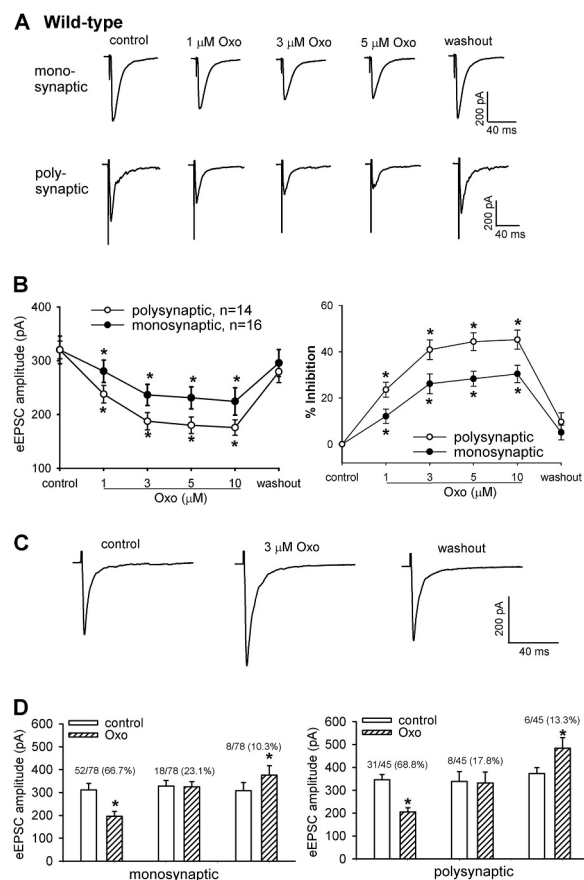 A Wild-type
control 1 μM Oxo 3 μM Oxo 5 μM Oxo washout
mono-
synaptic
200 pA
40 ms
poly-
synaptic
200 pA
40 ms
B
400
300
200
100
eEPSC amplitude (pA)
polysynaptic, n=14
monosynaptic, n=16
* * * *
* * * *
control 1 3 5 10 washout
Oxo (μM)
60
40
20
0
% Inhibition
* * * *
* * * *
polysynaptic
monosynaptic
control 1 3 5 10 washout
Oxo (μM)
C
control 3 μM Oxo washout
200 pA
40 ms
D
600
500
400
300
200
100
0
eEPSC amplitude (pA)
control
Oxo
52/78 (66.7%) 18/78 (23.1%) 8/78 (10.3%)
* *
monosynaptic
600
500
400
300
200
100
0
eEPSC amplitude (pA)
control
Oxo
31/45 (68.8%) 8/45 (17.8%) 6/45 (13.3%)
* *
polysynaptic